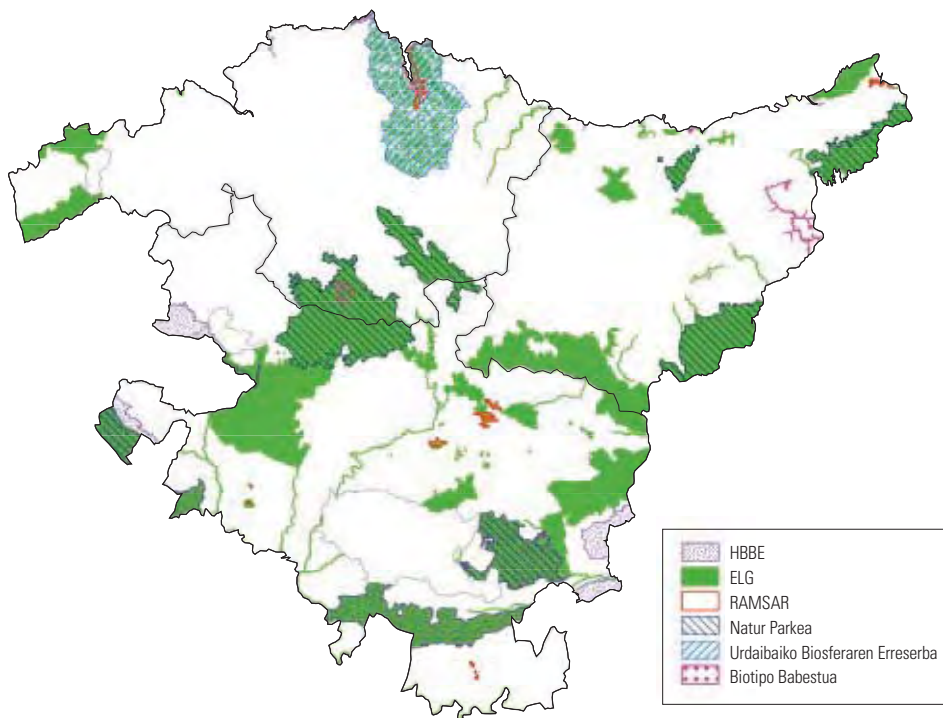 HBBE
ELG
RAMSAR
Natur Parkea
Urdaibaiko Biosferaren Erreserba
Biotipo Babestua